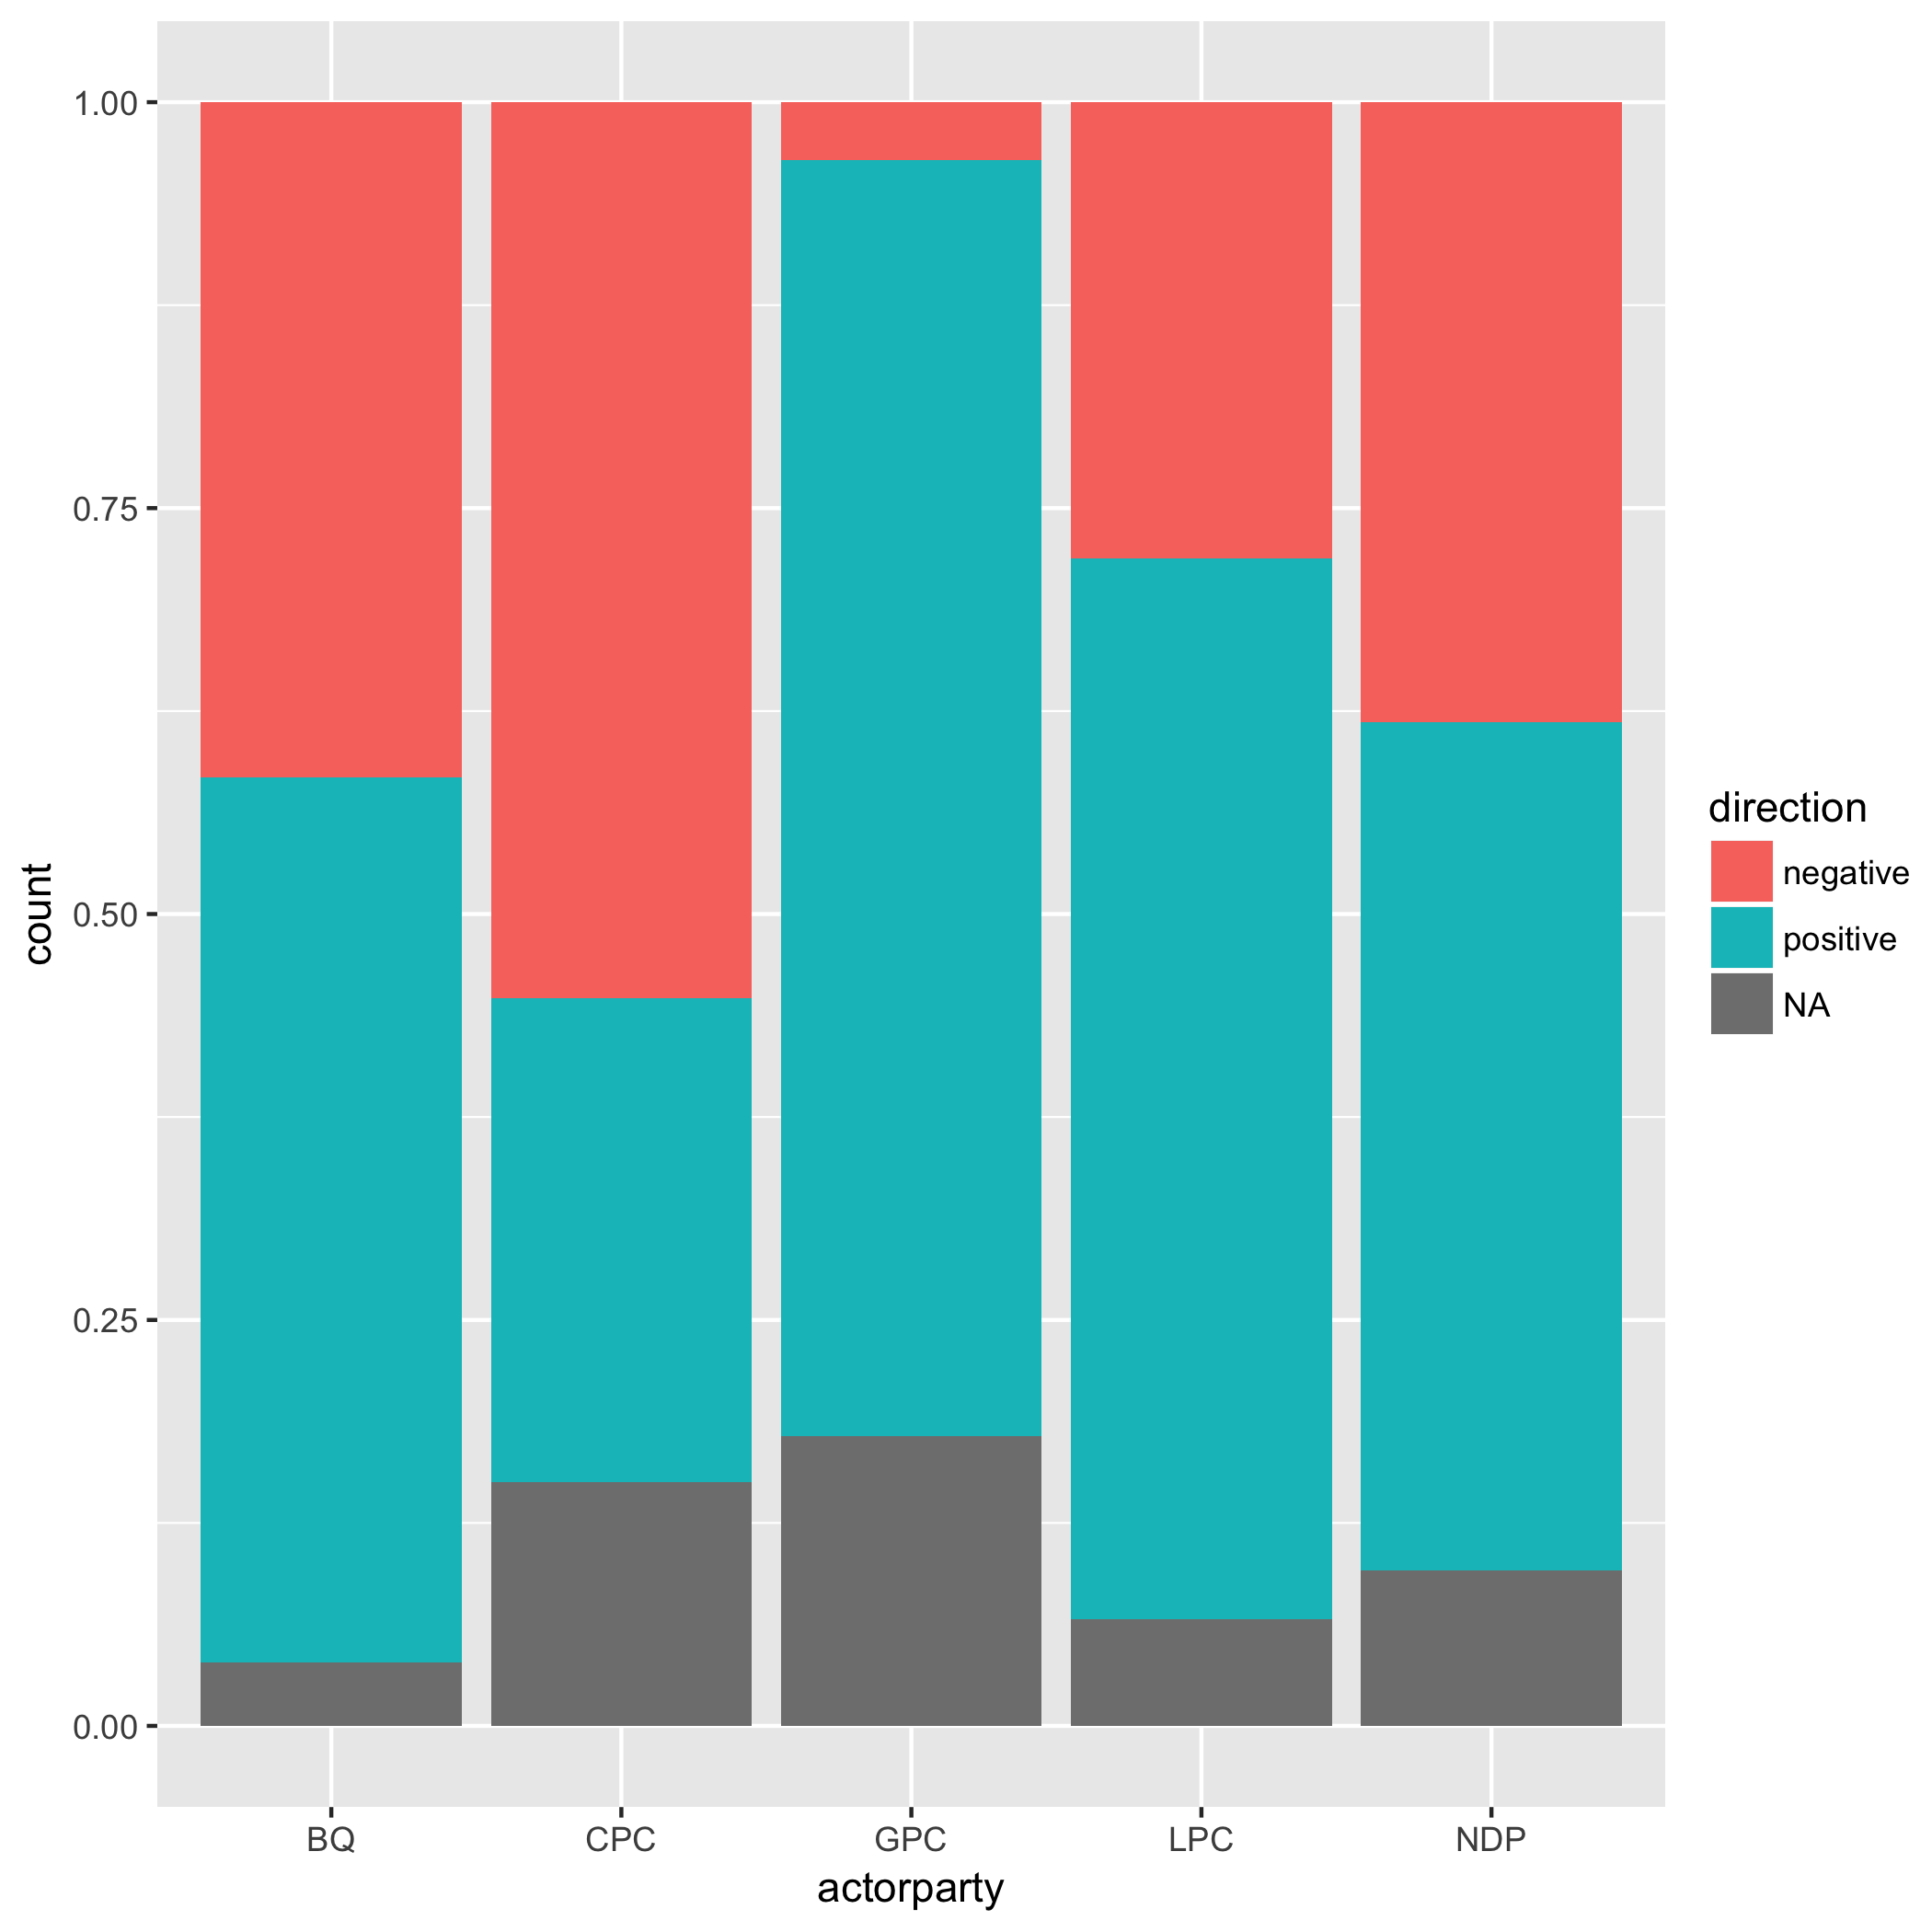 1.00
0.75
0.50
0.25
0.00
count
BQ
CPC
GPC
LPC
NDP
actorparty
direction
negative
positive
NA